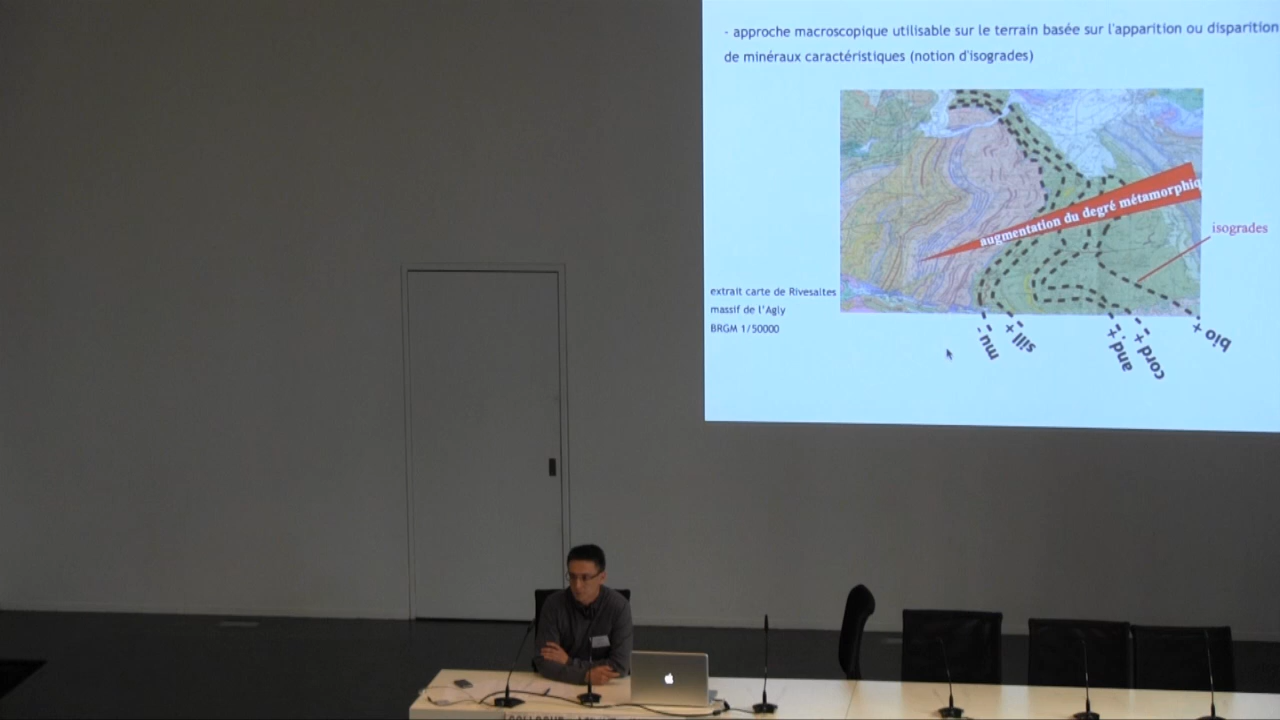 - approche macroscopique utilisable sur le terrain basée sur l'apparition ou disparition
de minéraux caractéristiques (notion d'isogrades)
augmentation du degré métamorphiq
isogrades
extrait carte de Rivesaltes
massif de l'Agly
BRGM 1/50000
mu -
sill +
and +
cord +
bio +
COLLOQUE